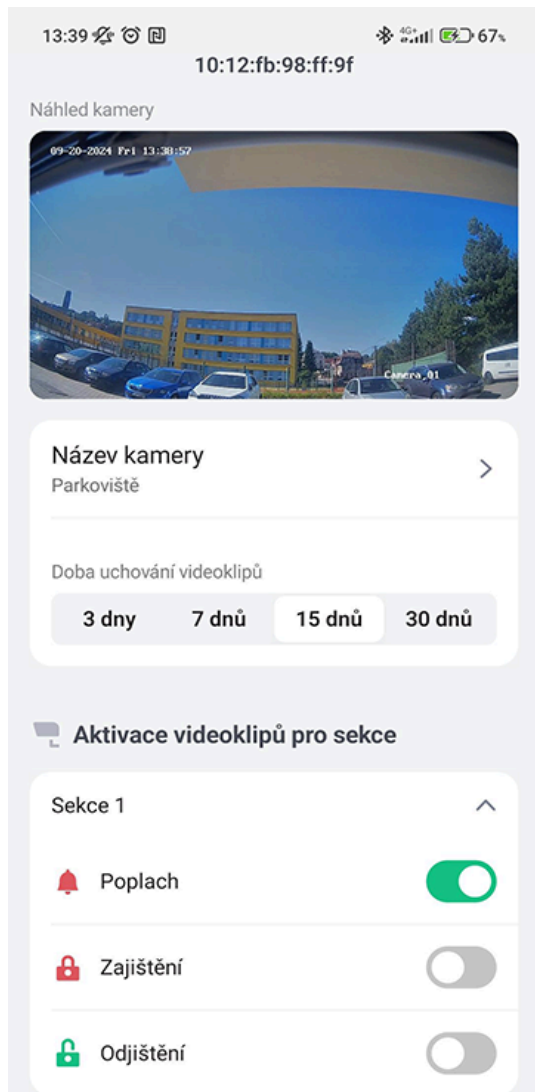 13:39
4G+
67%
10:12:fb:98:ff:9f
Náhled kamery
09-20-2024 Fri 13:38:57
Camera_01
Název kamery
Parkoviště
Doba uchování videoklipů
3 dny 7 dnů 15 dnů 30 dnů
Aktivace videoklipů pro sekce
Sekce 1
Poplach
Zajištění
Odjištění